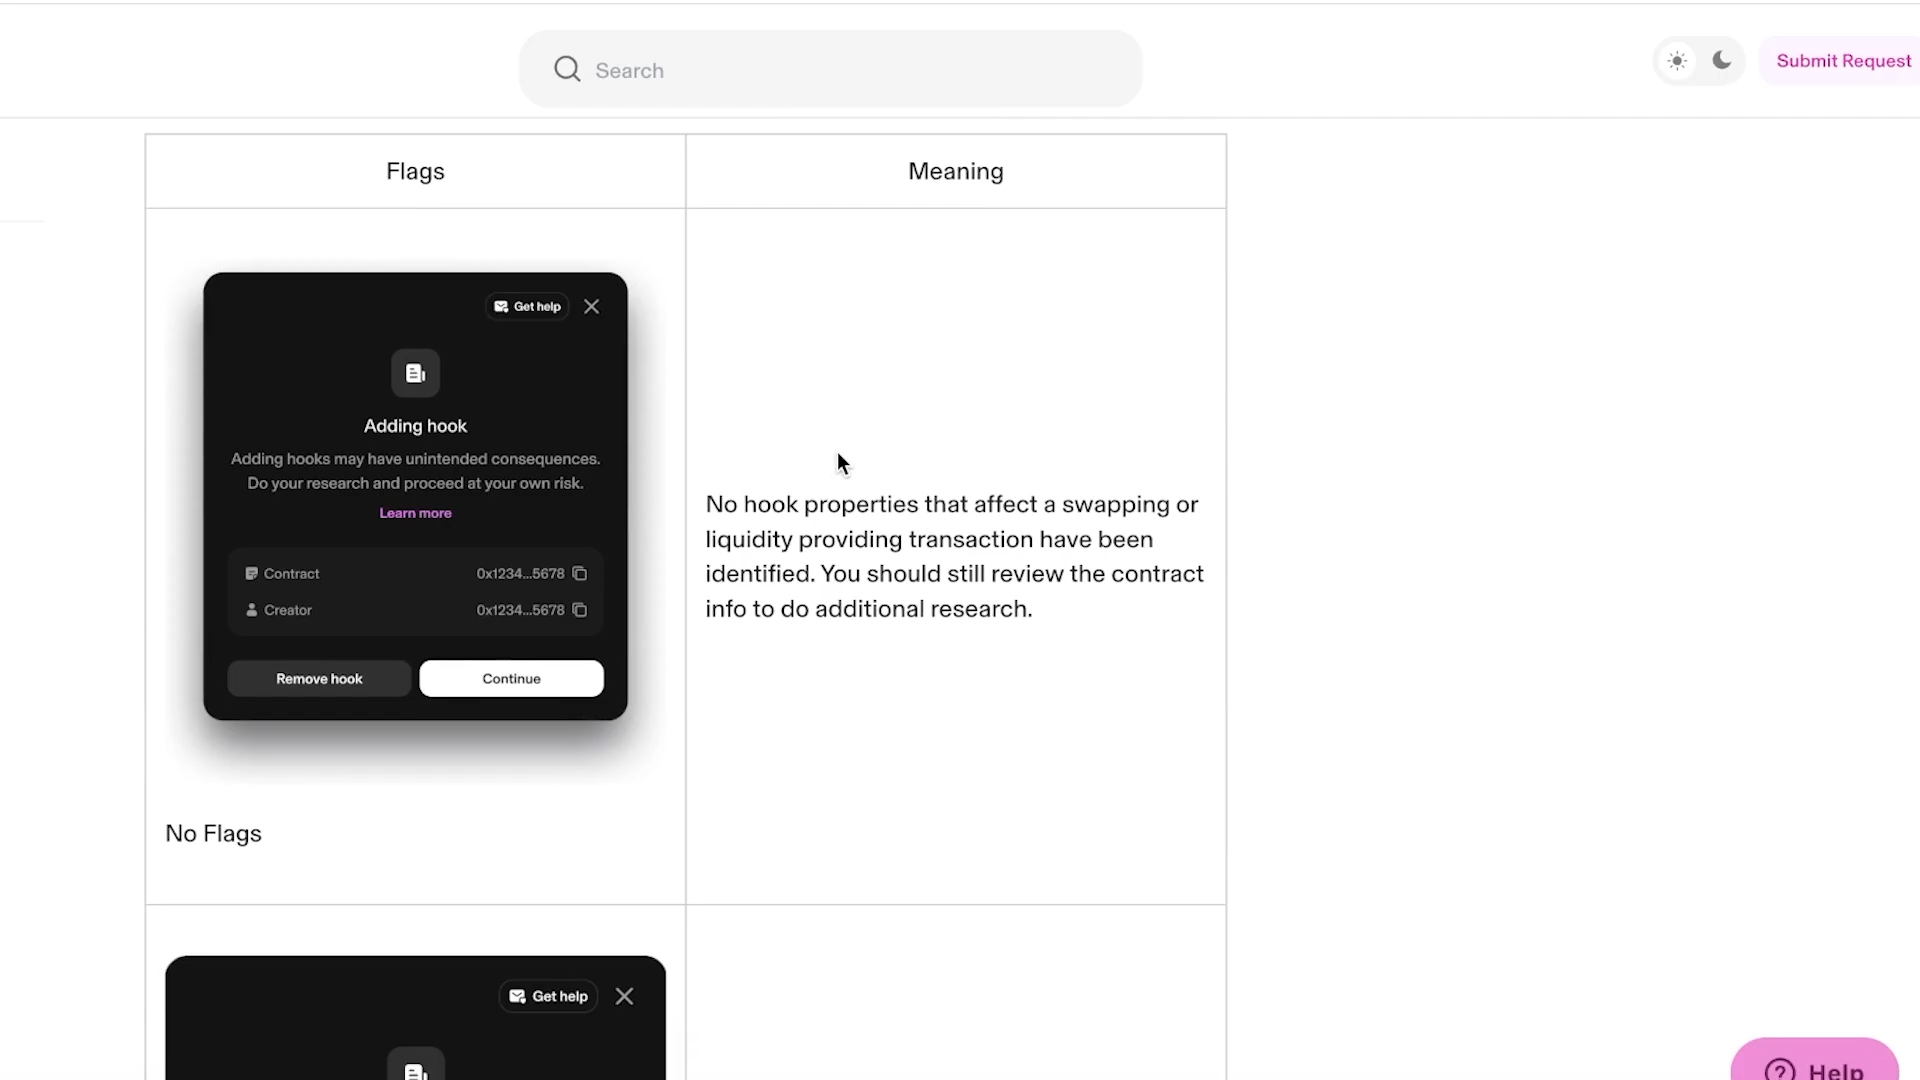 Search
Submit Request
Flags
Meaning
Get help
Adding hook
Adding hooks may have unintended consequences.
Do your research and proceed at your own risk.
Learn more
Contract 0x1234...5678
Creator 0x1234...5678
Remove hook
Continue
No Flags
No hook properties that affect a swapping or
liquidity providing transaction have been
identified. You should still review the contract
info to do additional research.
Get help
Help